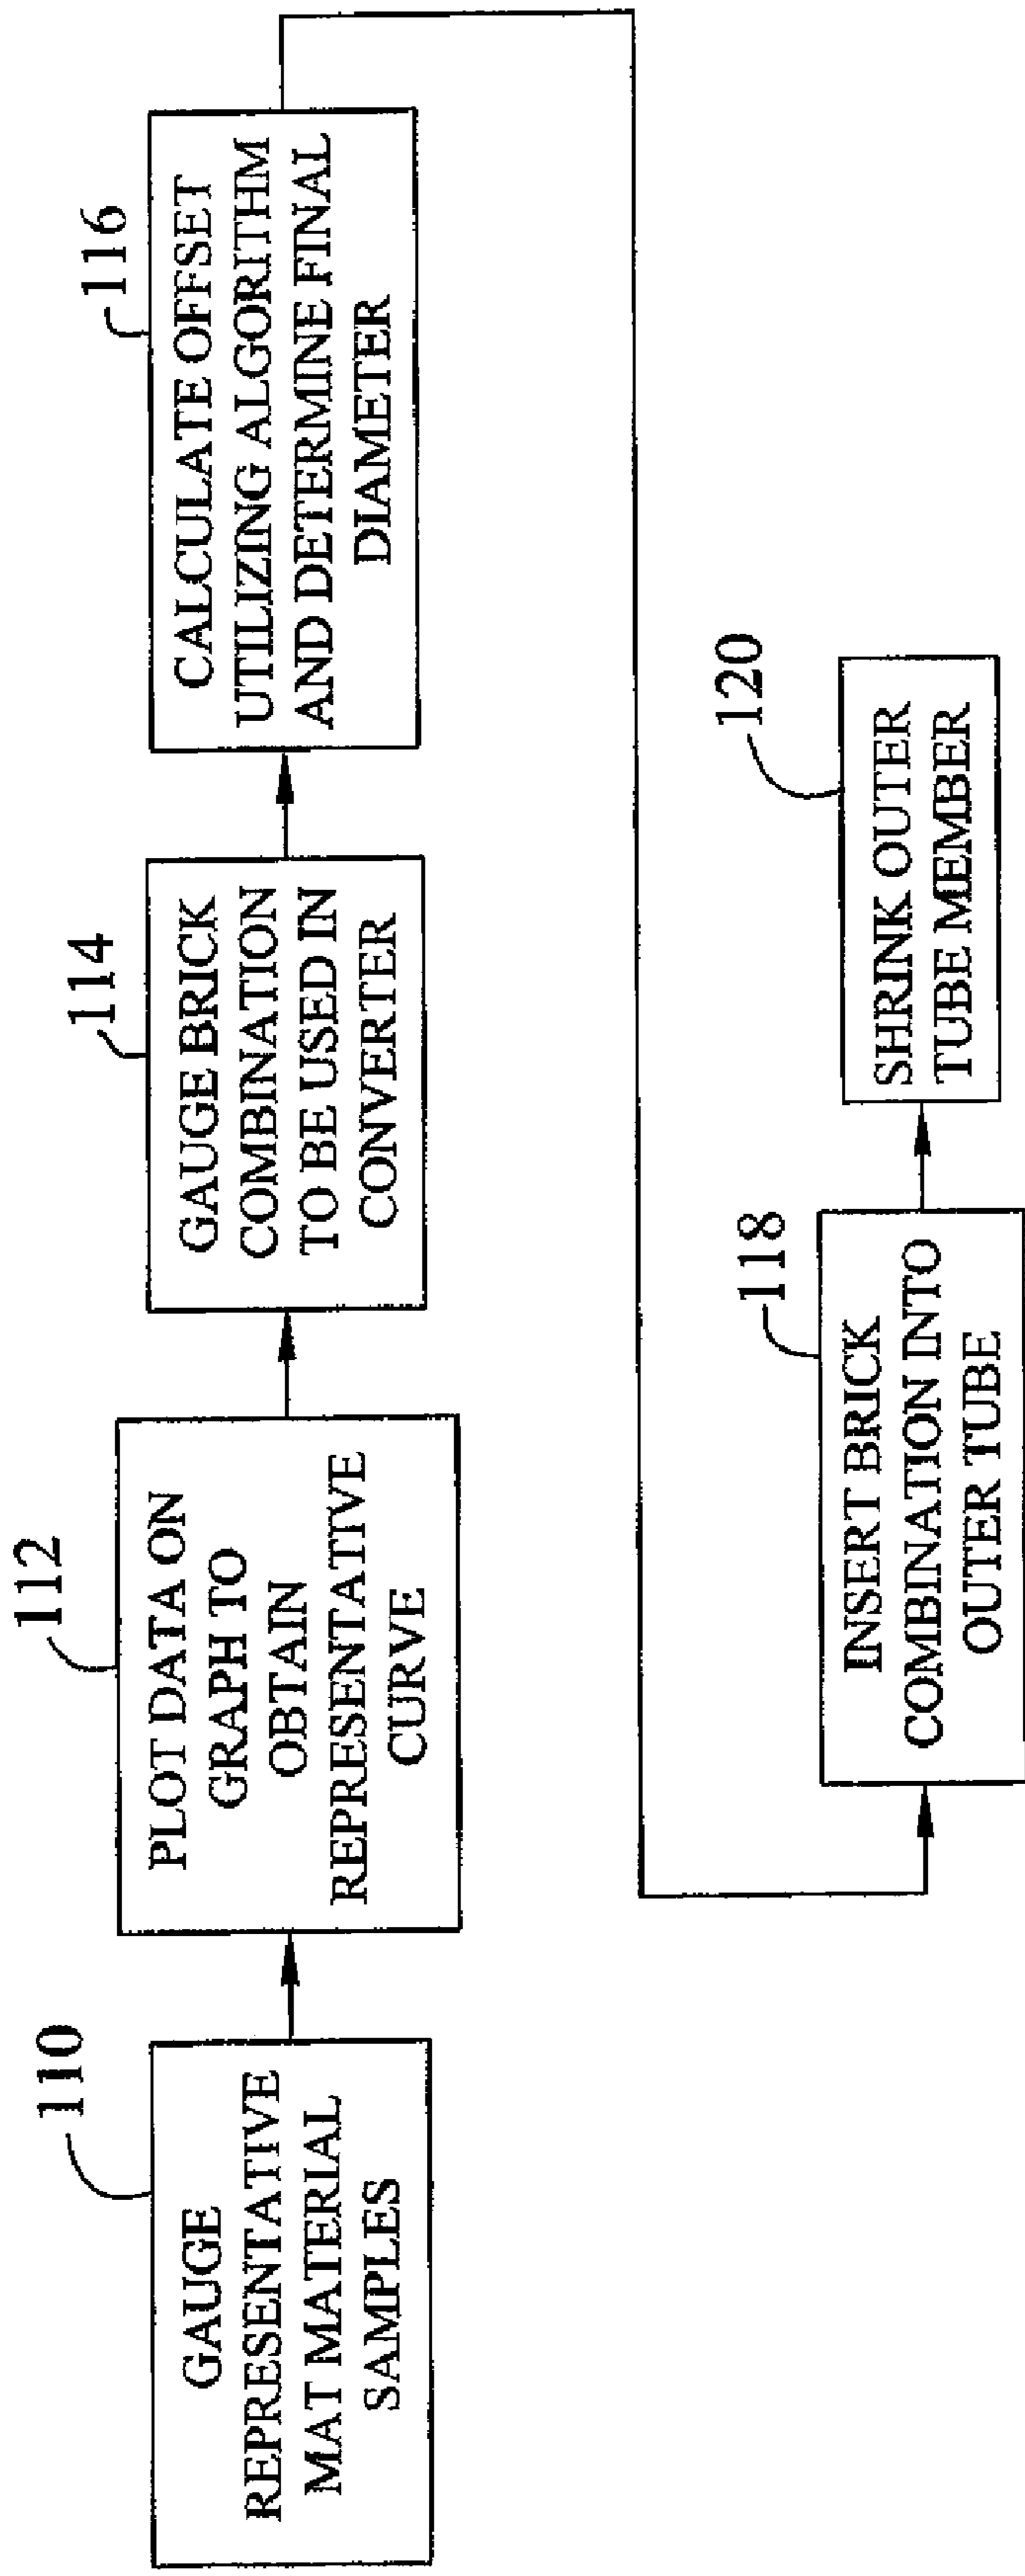 110
GAUGE
REPRESENTATIVE
MAT MATERIAL
SAMPLES
112
PLOT DATA ON
GRAPH TO
OBTAIN
REPRESENTATIVE
CURVE
114
GAUGE BRICK
COMBINATION
TO BE USED IN
CONVERTER
116
CALCULATE OFFSET
UTILIZING ALGORITHM
AND DETERMINE FINAL
DIAMETER
118
INSERT BRICK
COMBINATION INTO
OUTER TUBE
120
SHRINK OUTER
TUBE MEMBER